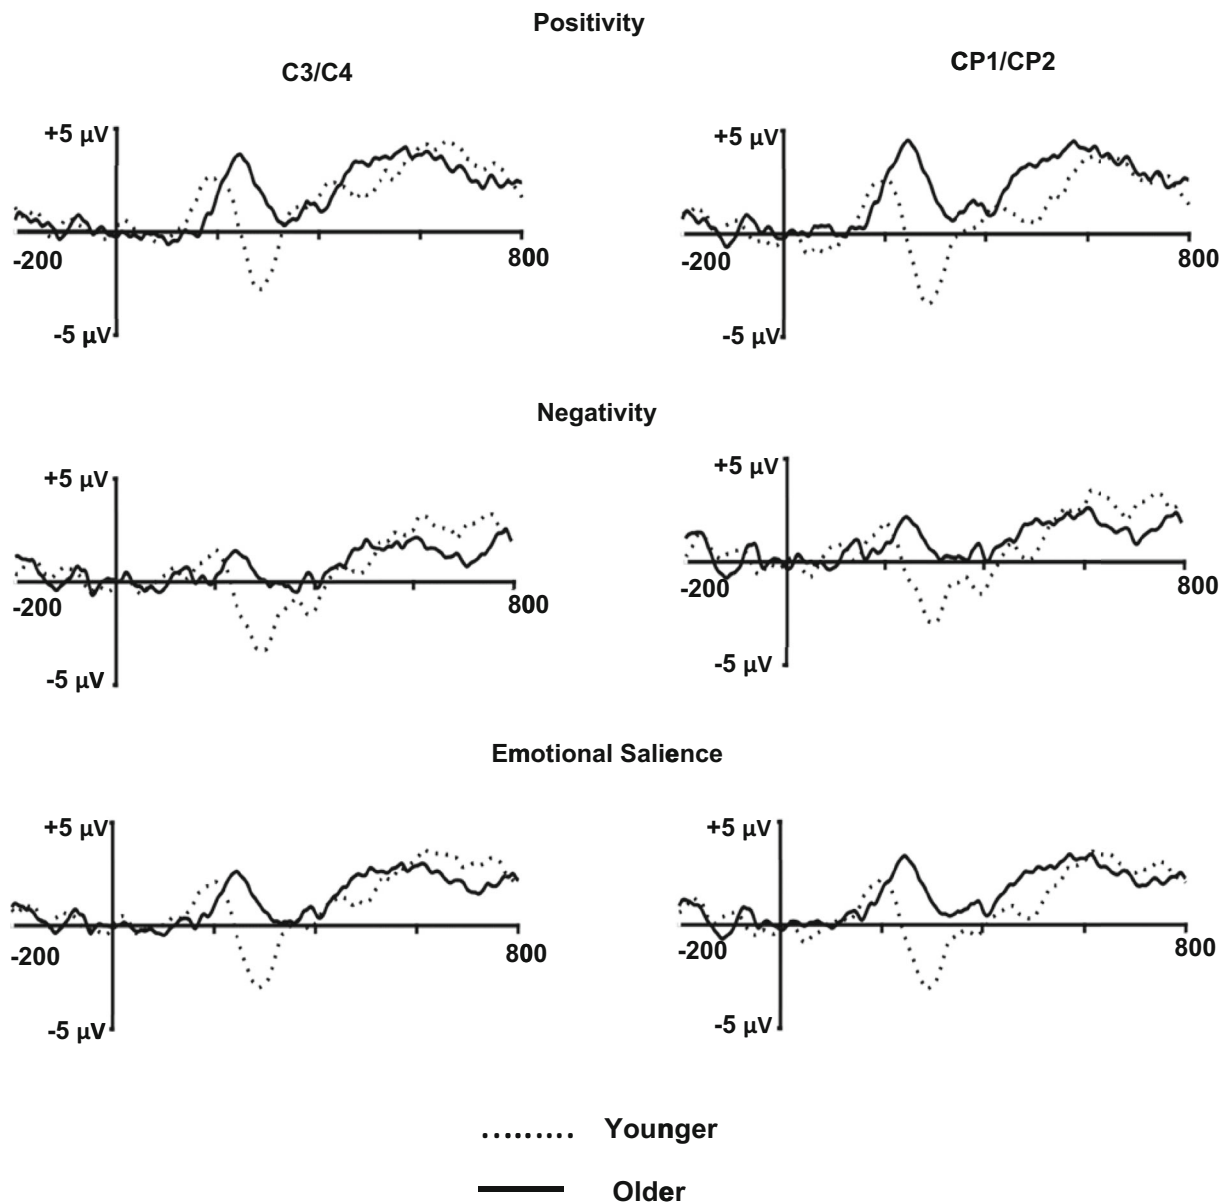 Positivity
C3/C4
CP1/CP2
+5 µV
-200
800
-5 µV
+5 µV
-200
800
-5 µV
Negativity
+5 µV
-200
800
-5 µV
+5 µV
-200
800
-5 µV
Emotional Salience
+5 µV
-200
800
-5 µV
+5 µV
-200
800
-5 µV
Younger
Older